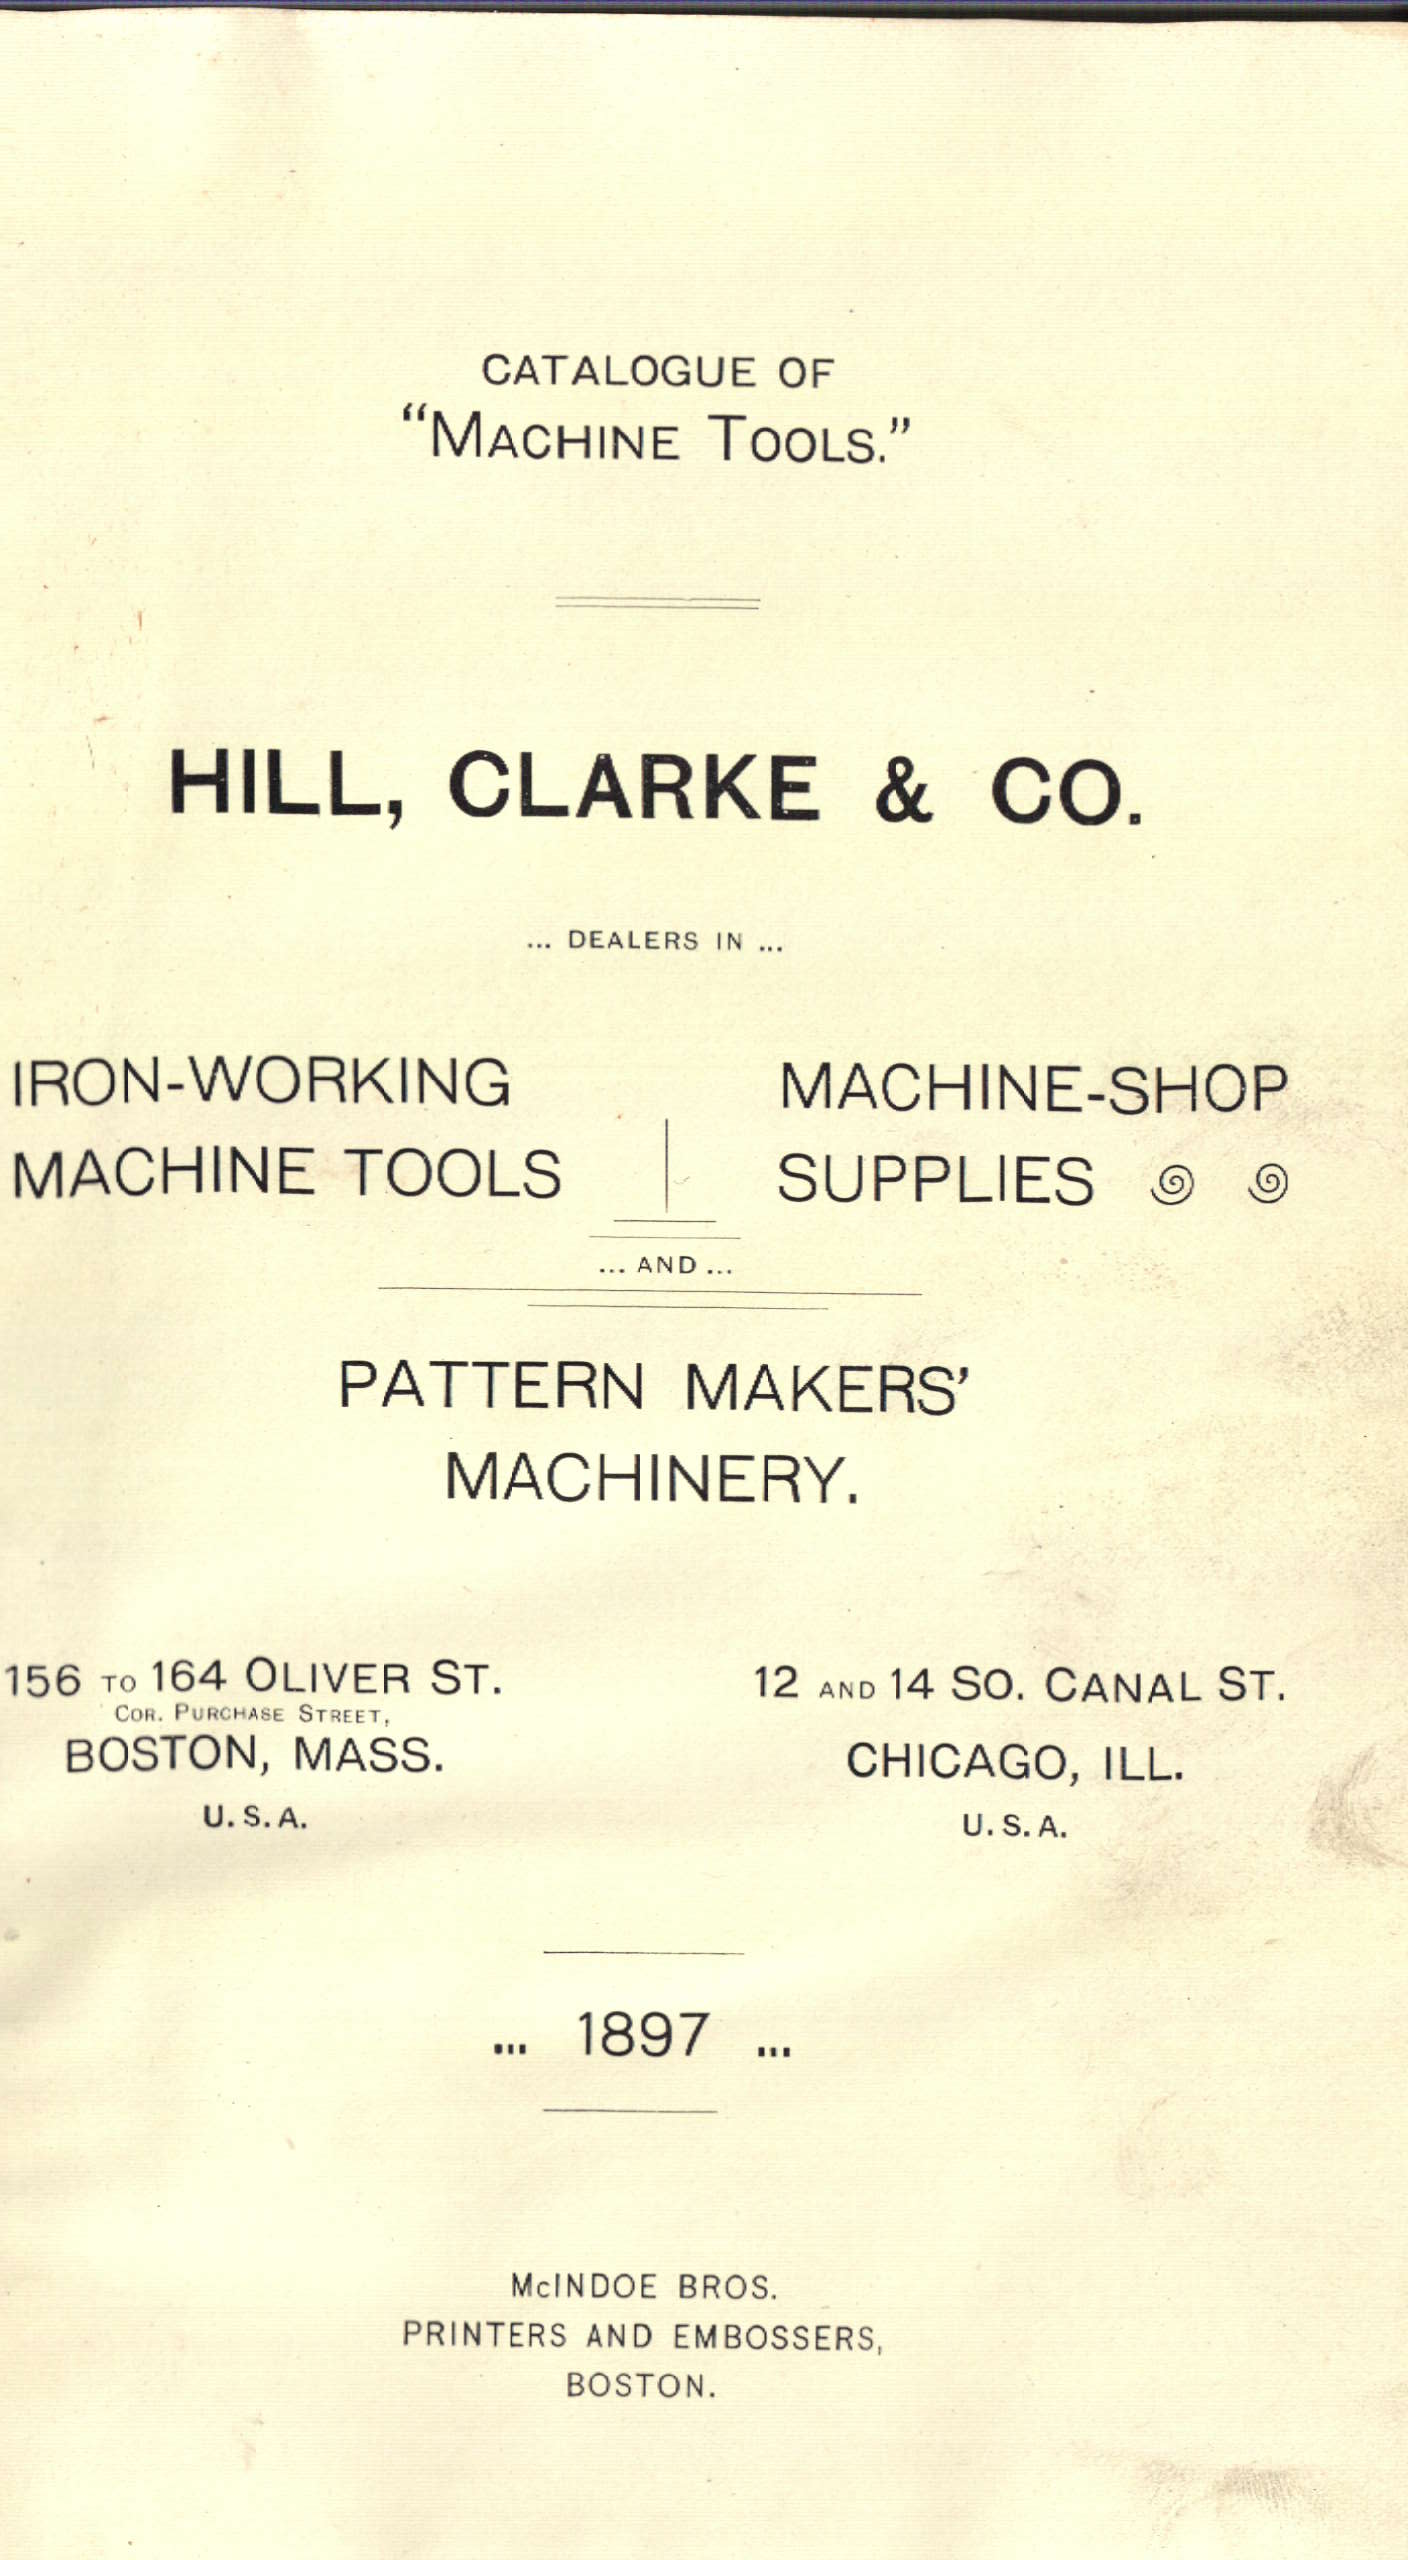 CATALOGUE OF
“MACHINE TOOLS.”
HILL, CLARKE & CO.
... DEALERS IN ...
IRON-WORKING
MACHINE TOOLS
MACHINE-SHOP
SUPPLIES
... AND ...
PATTERN MAKERS’
MACHINERY.
156 TO 164 OLIVER ST.
COR. PURCHASE STREET,
BOSTON, MASS.
U. S. A.
12 AND 14 SO. CANAL ST.
CHICAGO, ILL.
U. S. A.
... 1897 ...
McINDOE BROS.
PRINTERS AND EMBOSSERS,
BOSTON.